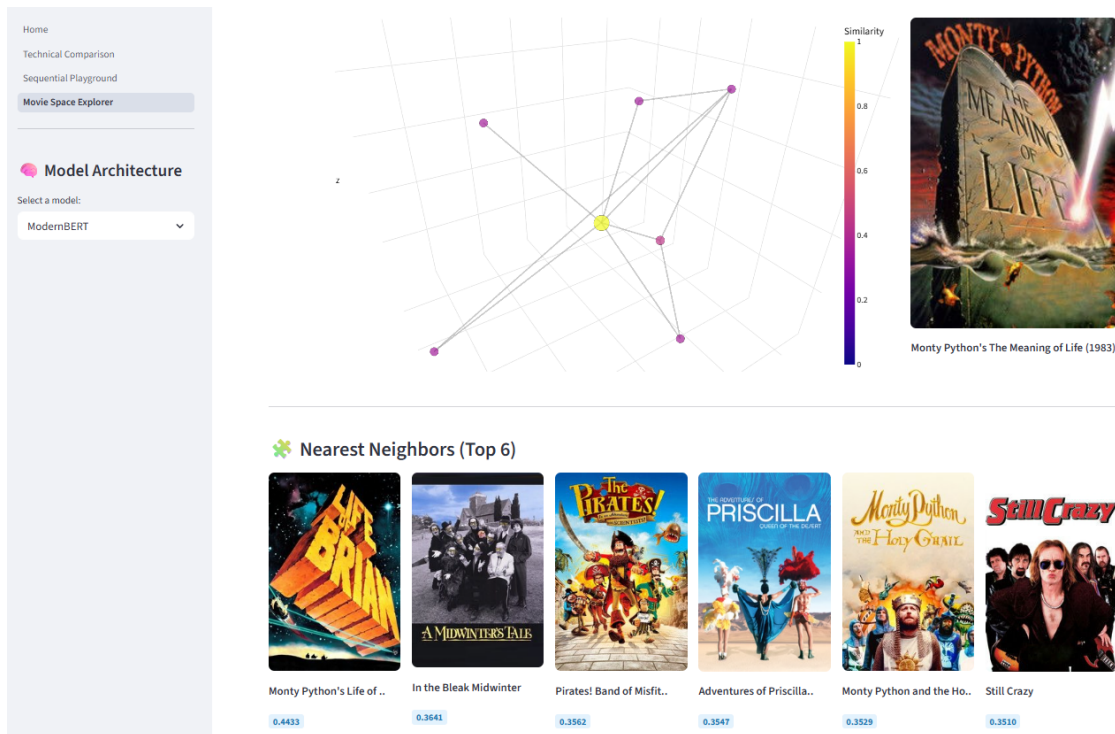 Home
Technical Comparison
Sequential Playground
Movie Space Explorer
Model Architecture
Select a model:
ModernBERT
z
Similarity
1
0.8
0.6
0.4
0.2
0
MONTY PYTHON
THE
MEANING
OF
LIFE
Monty Python's The Meaning of Life (1983)
Nearest Neighbors (Top 6)
LIFE
OF
BRIAN
A MIDWINTER'S TALE
The
PIRATES!
THE ADVENTURES OF
PRISCILLA
QUEEN OF THE DESERT
Monty Python
AND THE HOLY GRAIL
Still Crazy
Monty Python's Life of ..
In the Bleak Midwinter
Pirates! Band of Misfit..
Adventures of Priscilla..
Monty Python and the Ho..
Still Crazy
0.4433
0.3641
0.3562
0.3547
0.3529
0.3510